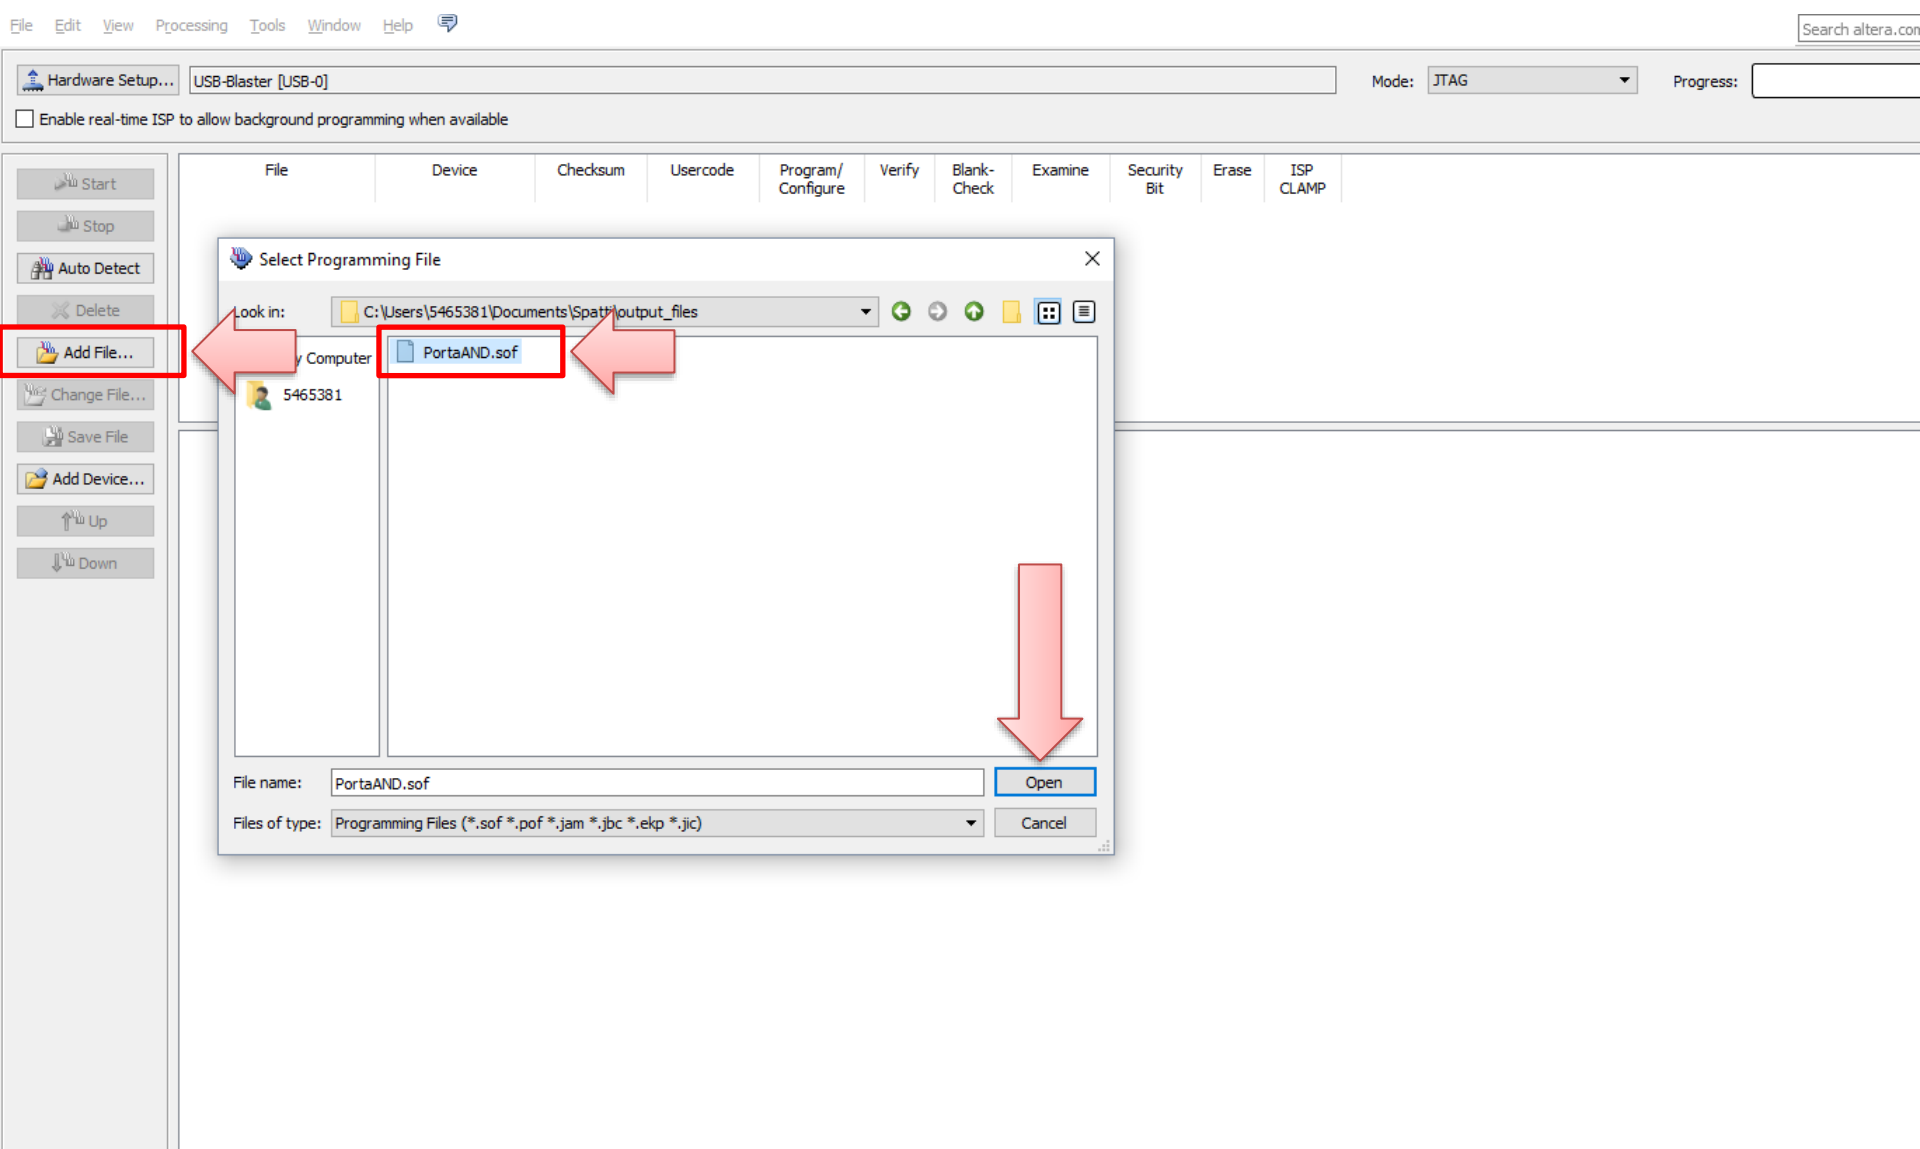 File Edit View Processing Tools Window Help
Search altera.com
Hardware Setup... USB-Blaster [USB-0] Mode: JTAG Progress:
Enable real-time ISP to allow background programming when available
File Device Checksum Usercode Program/ Configure Verify Blank- Check Examine Security Bit Erase ISP CLAMP
Start
Stop
Auto Detect
Delete
Add File...
Change File...
Save File
Add Device...
Up
Down
Select Programming File
Look in: C:\Users\5465381\Documents\Spatti\output_files
y Computer
5465381
PortaAND.sof
File name: PortaAND.sof
Open
Files of type: Programming Files (*.sof *.pof *.jam *.jbc *.ekp *.jic)
Cancel